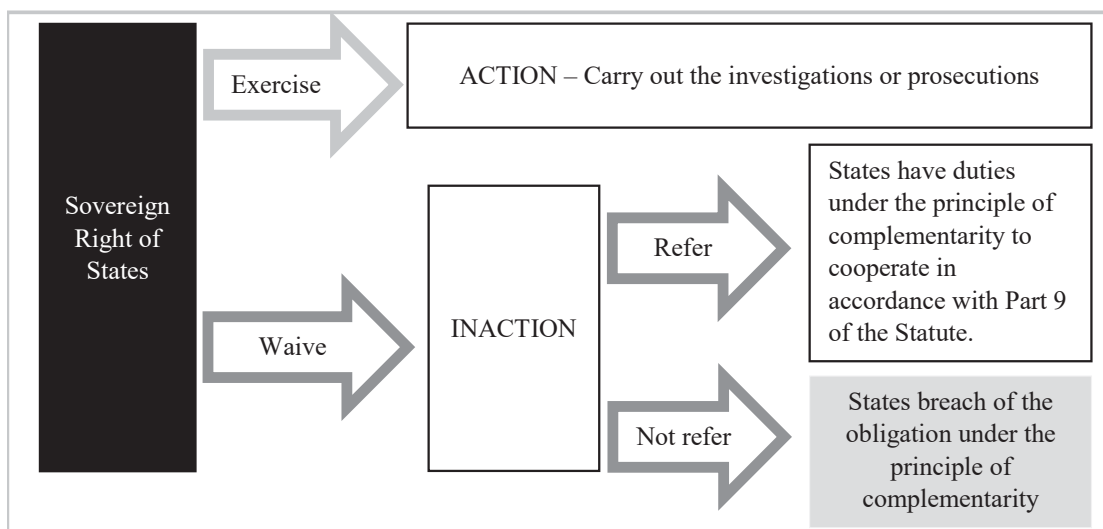 Sovereign
Right of
States
Exercise
ACTION – Carry out the investigations or prosecutions
Waive
INACTION
Refer
States have duties
under the principle of
complementarity to
cooperate in
accordance with Part 9
of the Statute.
Not refer
States breach of the
obligation under the
principle of
complementarity